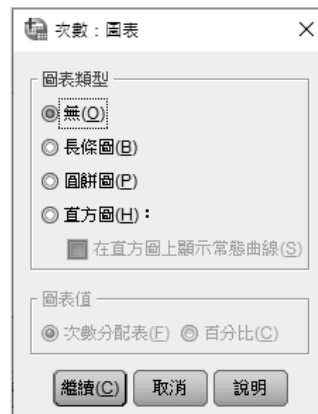 次數：圖表
圖表類型
無(O)
長條圖(B)
圓餅圖(P)
直方圖(H)：
在直方圖上顯示常態曲線(S)
圖表值
次數分配表(F) 百分比(C)
繼續(C) 取消 說明